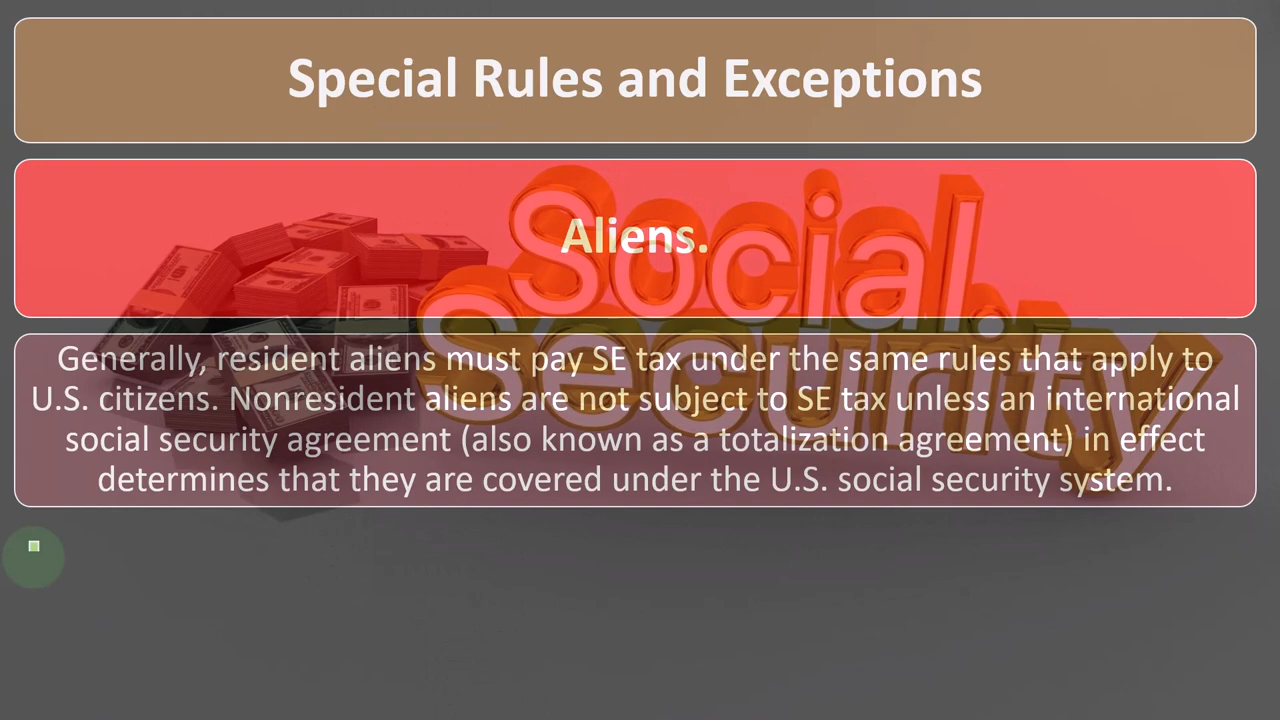 Special Rules and Exceptions
Aliens.
Social
Security
Generally, resident aliens must pay SE tax under the same rules that apply to
U.S. citizens. Nonresident aliens are not subject to SE tax unless an international
social security agreement (also known as a totalization agreement) in effect
determines that they are covered under the U.S. social security system.